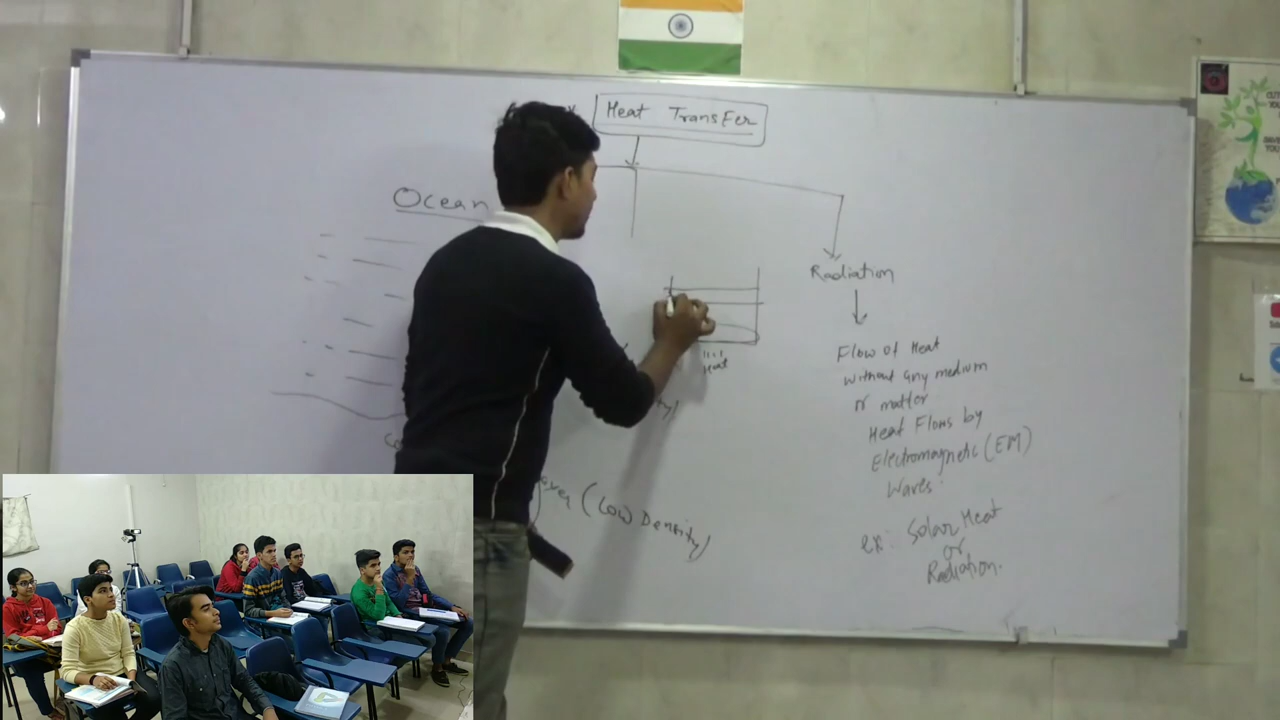 Heat Transfer
Ocean
Radiation
Flow of Heat
without any medium
or matter
Heat Flows by
Electromagnetic (EM)
Waves
ex: Solar Heat
or
Radiation.
Heat
(Low Density)